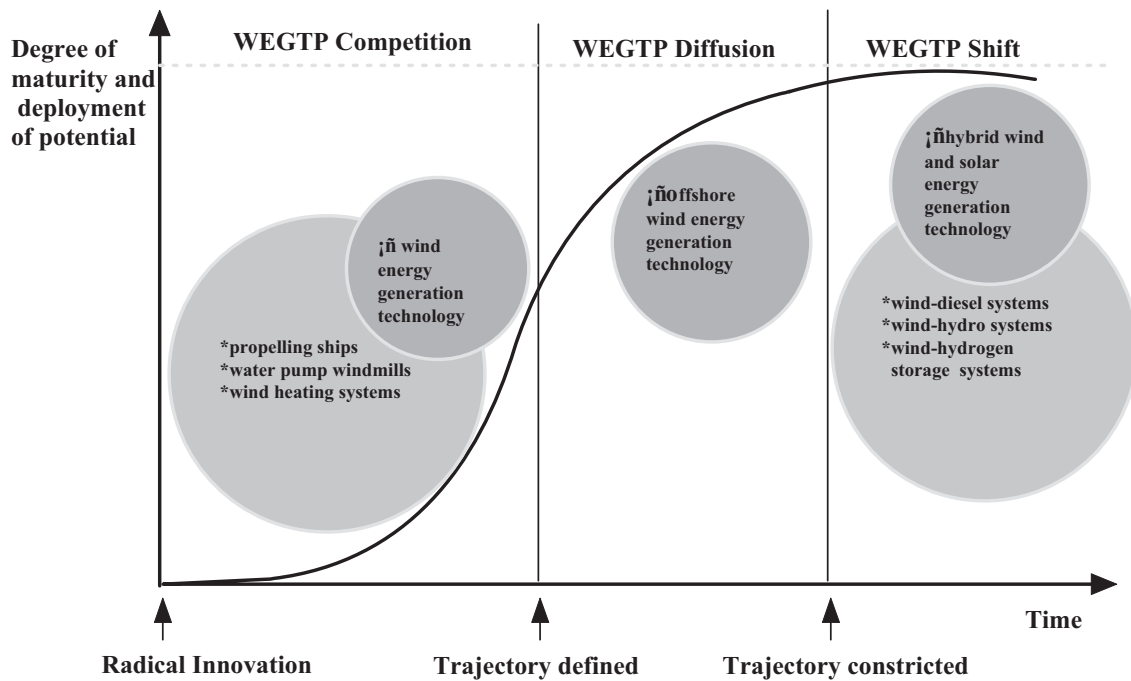 WEGTP Competition
WEGTP Diffusion
WEGTP Shift
Degree of
maturity and
deployment
of potential
¡ñ wind
energy
generation
technology
*propelling ships
*water pump windmills
*wind heating systems
¡ñoffshore
wind energy
generation
technology
¡ñhybrid wind
and solar
energy
generation
technology
*wind-diesel systems
*wind-hydro systems
*wind-hydrogen
storage systems
Time
Radical Innovation
Trajectory defined
Trajectory constricted